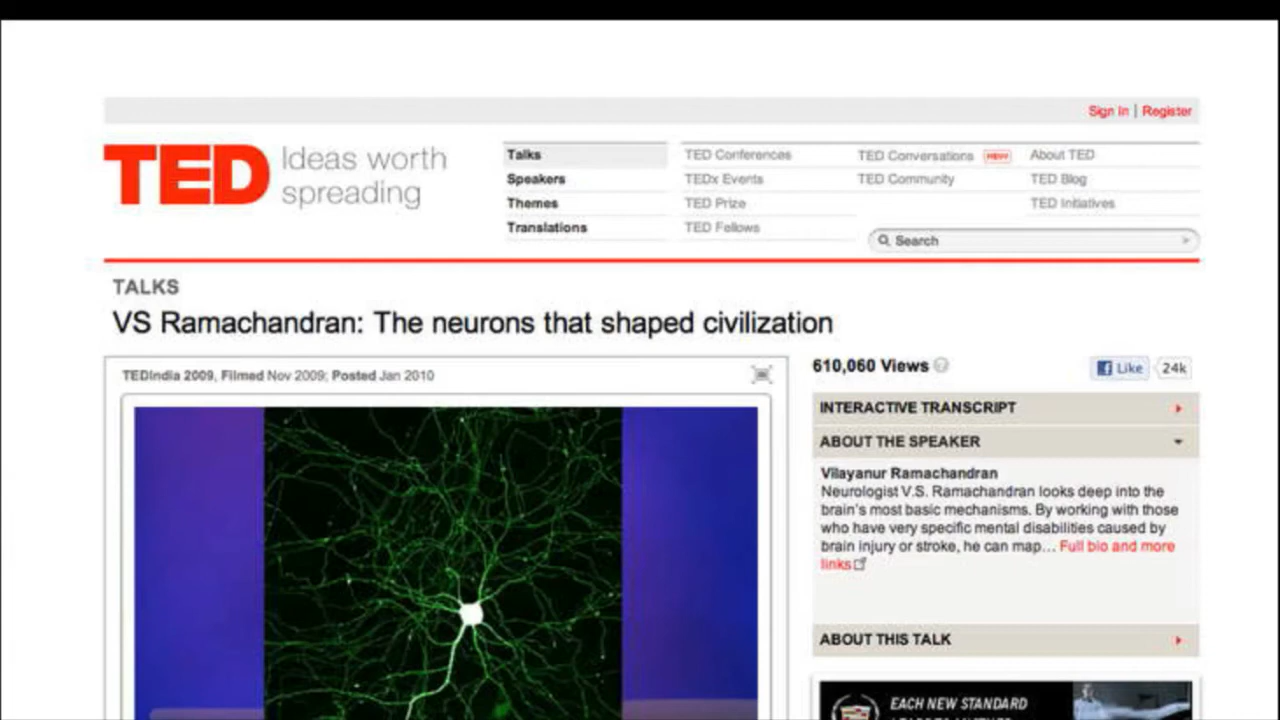 Sign In | Register
TED Ideas worth
spreading
Talks
Speakers
Themes
Translations
TED Conferences
TEDx Events
TED Prize
TED Fellows
TED Conversations NEW!
TED Community
About TED
TED Blog
TED Initiatives
Search
TALKS
VS Ramachandran: The neurons that shaped civilization
TEDIndia 2009, Filmed Nov 2009; Posted Jan 2010
610,060 Views
Like 24k
INTERACTIVE TRANSCRIPT
ABOUT THE SPEAKER
Vilayanur Ramachandran
Neurologist V.S. Ramachandran looks deep into the
brain's most basic mechanisms. By working with those
who have very specific mental disabilities caused by
brain injury or stroke, he can map... Full bio and more
links
ABOUT THIS TALK
EACH NEW STANDARD